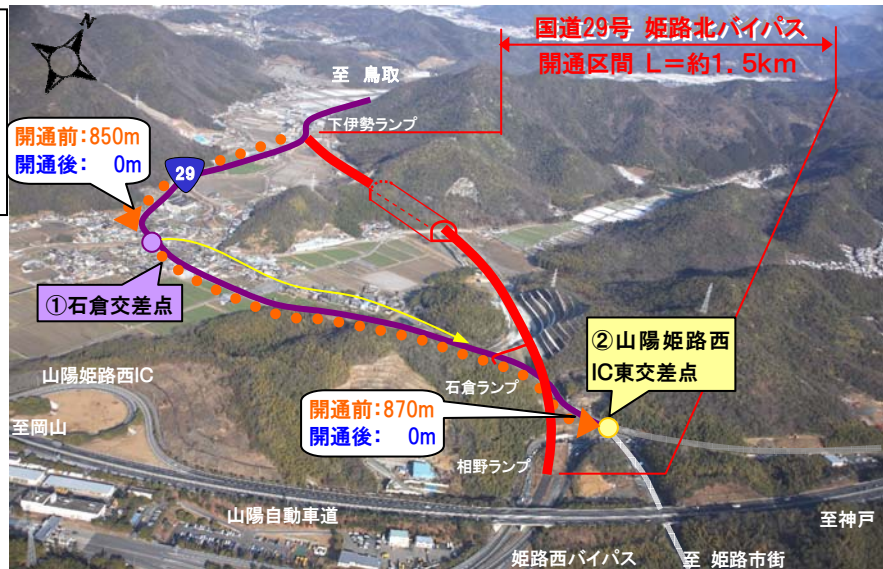 N
国道29号 姫路北バイパス
開通区間 L=約1.5km
至 鳥取
下伊勢ランプ
開通前:850m
開通後: 0m
29
①石倉交差点
②山陽姫路西
IC東交差点
山陽姫路西IC
石倉ランプ
開通前:870m
開通後: 0m
至岡山
相野ランプ
山陽自動車道
至神戸
姫路西バイパス
至 姫路市街